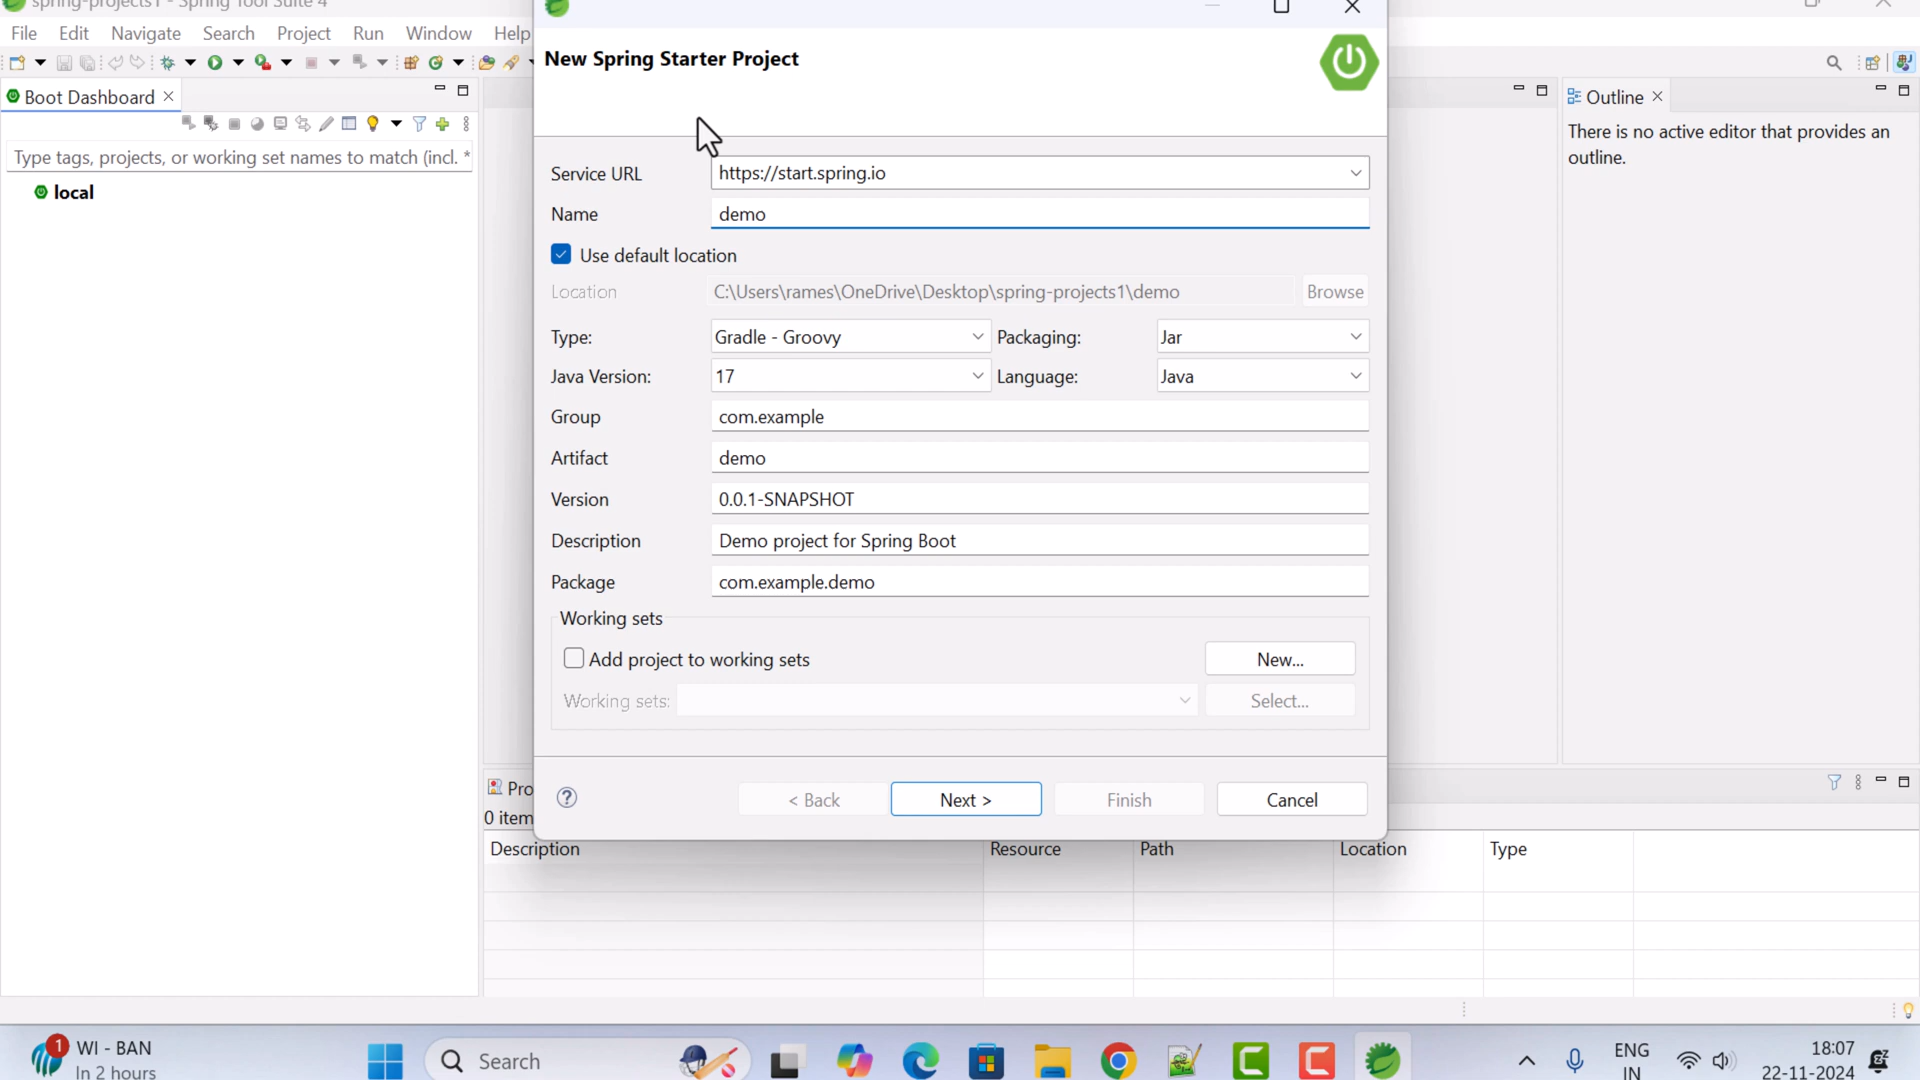 spring-projects1 - Spring Tool Suite 4
File Edit Navigate Search Project Run Window Help
Boot Dashboard
Type tags, projects, or working set names to match (incl. *
local
New Spring Starter Project
Service URL https://start.spring.io
Name demo
Use default location
Location C:\Users\rames\OneDrive\Desktop\spring-projects1\demo Browse
Type: Gradle - Groovy Packaging: Jar
Java Version: 17 Language: Java
Group com.example
Artifact demo
Version 0.0.1-SNAPSHOT
Description Demo project for Spring Boot
Package com.example.demo
Working sets
Add project to working sets New...
Working sets: Select...
< Back Next > Finish Cancel
Outline
There is no active editor that provides an
outline.
Pro
0 item
Description Resource Path Location Type
1
WI - BAN
In 2 hours
Search
ENG
IN
18:07
22-11-2024